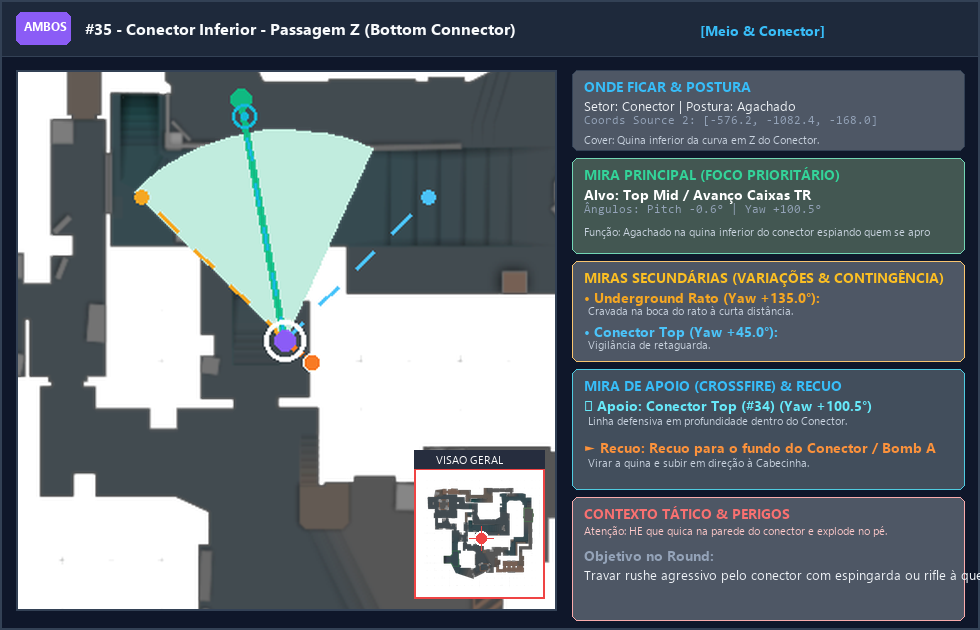 AMBOS
#35 - Conector Inferior - Passagem Z (Bottom Connector)
[Meio & Conector]
ONDE FICAR & POSTURA
Setor: Conector | Postura: Agachado
Coords Source 2: [-576.2, -1082.4, -168.0]
Cover: Quina inferior da curva em Z do Conector.
MIRA PRINCIPAL (FOCO PRIORITÁRIO)
Alvo: Top Mid / Avanço Caixas TR
Ângulos: Pitch -0.6° | Yaw +100.5°
Função: Agachado na quina inferior do conector espiando quem se apro
MIRAS SECUNDÁRIAS (VARIAÇÕES & CONTINGÊNCIA)
• Underground Rato (Yaw +135.0°):
Cravada na boca do rato à curta distância.
• Conector Top (Yaw +45.0°):
Vigilância de retaguarda.
MIRA DE APOIO (CROSSFIRE) & RECUO
Apoio: Conector Top (#34) (Yaw +100.5°)
Linha defensiva em profundidade dentro do Conector.
► Recuo: Recuo para o fundo do Conector / Bomb A
Virar a quina e subir em direção à Cabecinha.
CONTEXTO TÁTICO & PERIGOS
Atenção: HE que quica na parede do conector e explode no pé.
Objetivo no Round:
Travar rushe agressivo pelo conector com espingarda ou rifle à que
VISAO GERAL